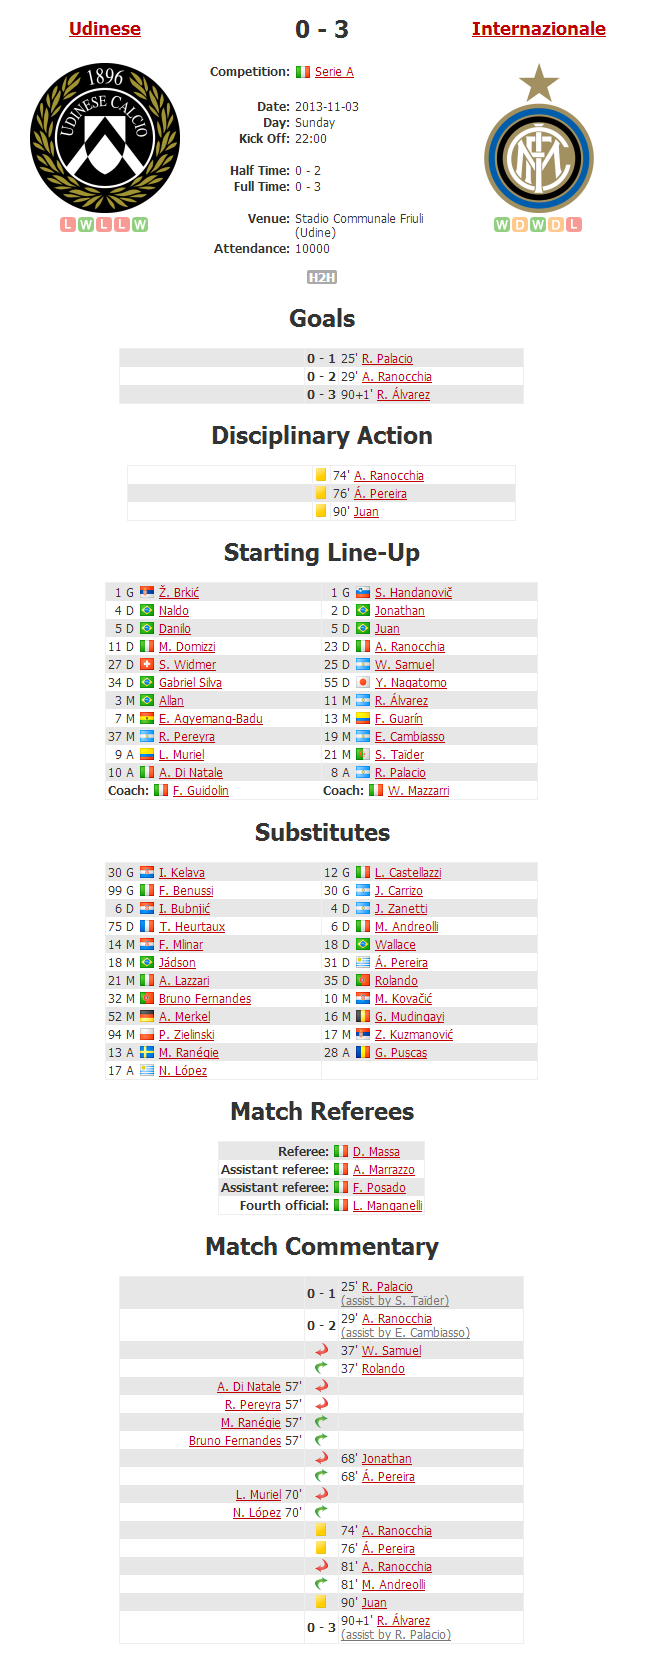 Udinese 0 - 3 Internazionale
1896
UDINESE CALCIO
Competition: Serie A
Date: 2013-11-03
Day: Sunday
Kick Off: 22:00
Half Time: 0 - 2
Full Time: 0 - 3
Venue: Stadio Communale Friuli
(Udine)
Attendance: 10000
L W L L W
W D W D L
H2H
Goals
0 - 1 25' R. Palacio
0 - 2 29' A. Ranocchia
0 - 3 90+1' R. Álvarez
Disciplinary Action
74' A. Ranocchia
76' Á. Pereira
90' Juan
Starting Line-Up
1 G Ž. Brkić 1 G S. Handanovič
4 D Naldo 2 D Jonathan
5 D Danilo 5 D Juan
11 D M. Domizzi 23 D A. Ranocchia
27 D S. Widmer 25 D W. Samuel
34 D Gabriel Silva 55 D Y. Nagatomo
3 M Allan 11 M R. Álvarez
7 M E. Agyemang-Badu 13 M F. Guarín
37 M R. Pereyra 19 M E. Cambiasso
9 A L. Muriel 21 M S. Taïder
10 A A. Di Natale 8 A R. Palacio
Coach: F. Guidolin Coach: W. Mazzarri
Substitutes
30 G I. Kelava 12 G L. Castellazzi
99 G F. Benussi 30 G J. Carrizo
6 D I. Bubnjić 4 D J. Zanetti
75 D T. Heurtaux 6 D M. Andreolli
14 M F. Mlinar 18 D Wallace
18 M Jádson 31 D Á. Pereira
21 M A. Lazzari 35 D Rolando
32 M Bruno Fernandes 10 M M. Kovačić
52 M A. Merkel 16 M G. Mudingayi
94 M P. Zielinski 17 M Z. Kuzmanović
13 A M. Ranégie 28 A G. Puscas
17 A N. López
Match Referees
Referee: D. Massa
Assistant referee: A. Marrazzo
Assistant referee: F. Posado
Fourth official: L. Manganelli
Match Commentary
0 - 1 25' R. Palacio
(assist by S. Taïder)
0 - 2 29' A. Ranocchia
(assist by E. Cambiasso)
37' W. Samuel
37' Rolando
A. Di Natale 57'
R. Pereyra 57'
M. Ranégie 57'
Bruno Fernandes 57'
68' Jonathan
68' Á. Pereira
L. Muriel 70'
N. López 70'
74' A. Ranocchia
76' Á. Pereira
81' A. Ranocchia
81' M. Andreolli
90' Juan
0 - 3 90+1' R. Álvarez
(assist by R. Palacio)